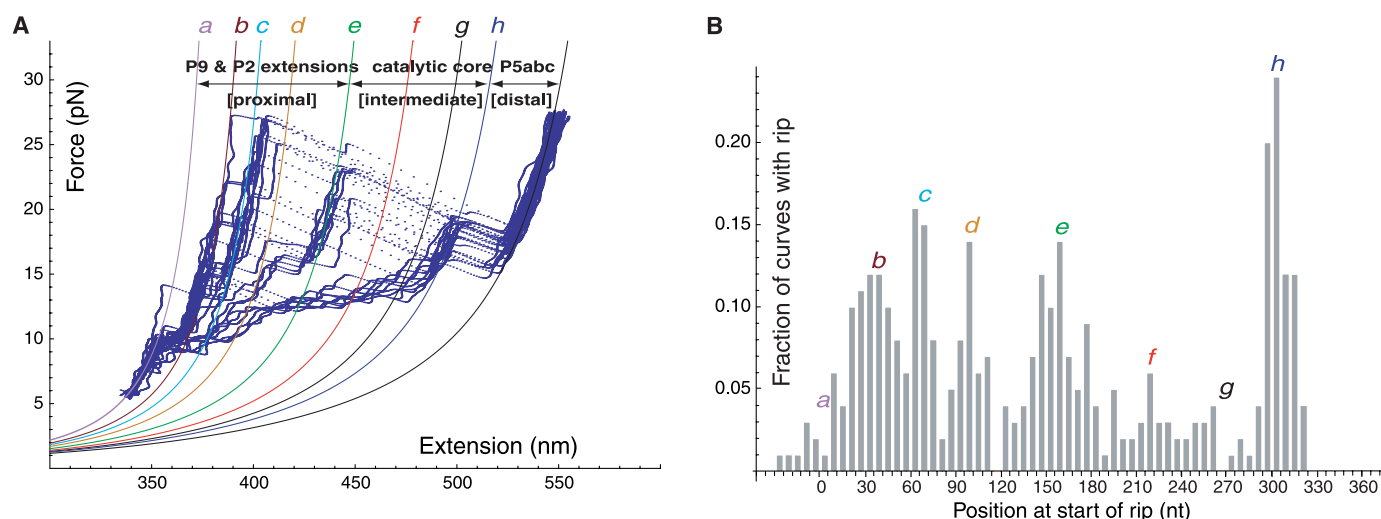 A
a b c d e f g h
P9 & P2 extensions catalytic core P5abc
[proximal] [intermediate] [distal]
Force (pN)
30
25
20
15
10
5
Extension (nm)
350 400 450 500 550
B
Fraction of curves with rip
0.20
0.15
0.10
0.05
a
b
c
d
e
f
g
h
0 30 60 90 120 150 180 210 240 270 300 330 360
Position at start of rip (nt)